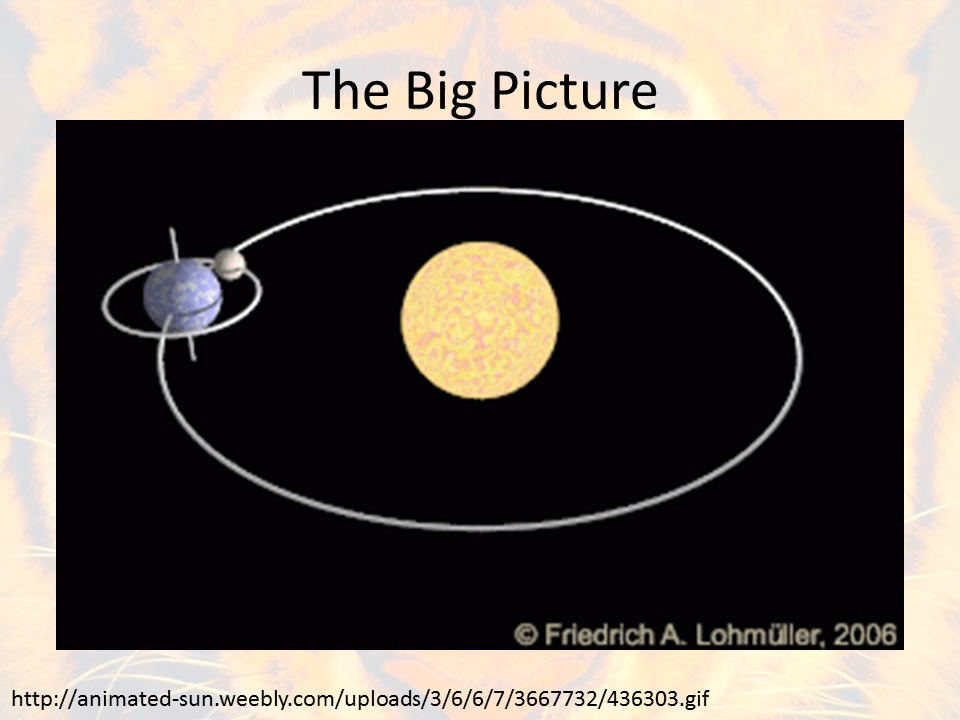 The Big Picture
© Friedrich A. Lohmüller, 2006
http://animated-sun.weebly.com/uploads/3/6/6/7/3667732/436303.gif